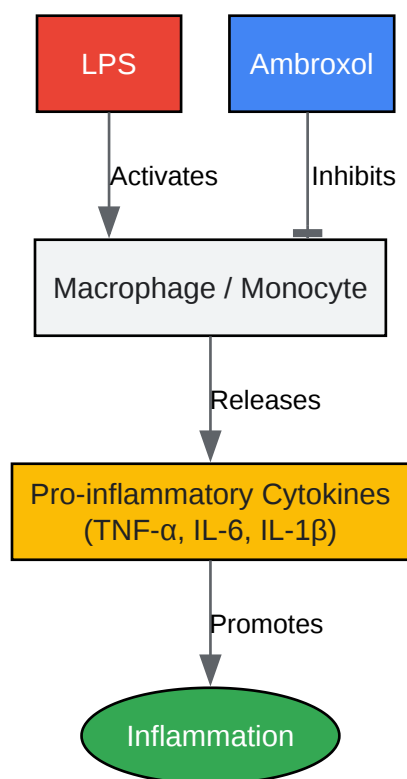 LPS
Ambroxol
Activates
Inhibits
Macrophage / Monocyte
Releases
Pro-inflammatory Cytokines
(TNF-α, IL-6, IL-1β)
Promotes
Inflammation